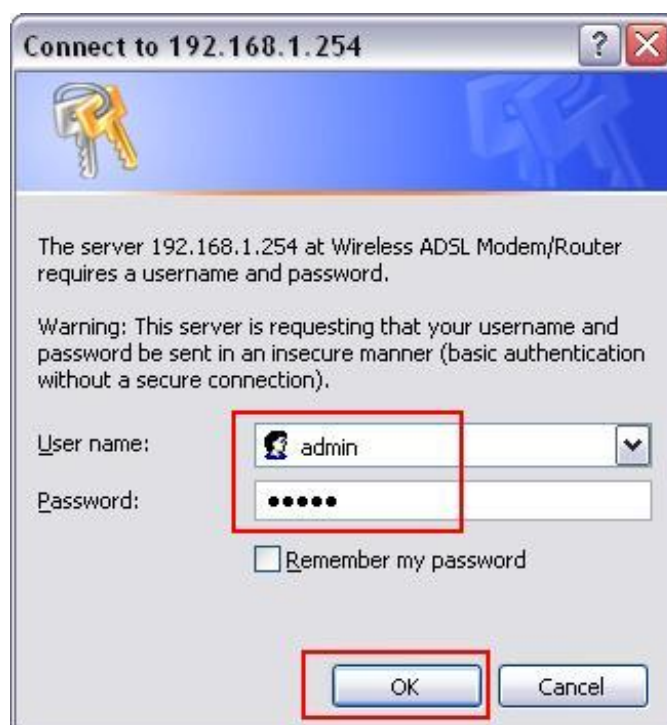 Connect to 192.168.1.254
The server 192.168.1.254 at Wireless ADSL Modem/Router
requires a username and password.
Warning: This server is requesting that your username and
password be sent in an insecure manner (basic authentication
without a secure connection).
User name:
admin
Password:
•••••
Remember my password
OK
Cancel